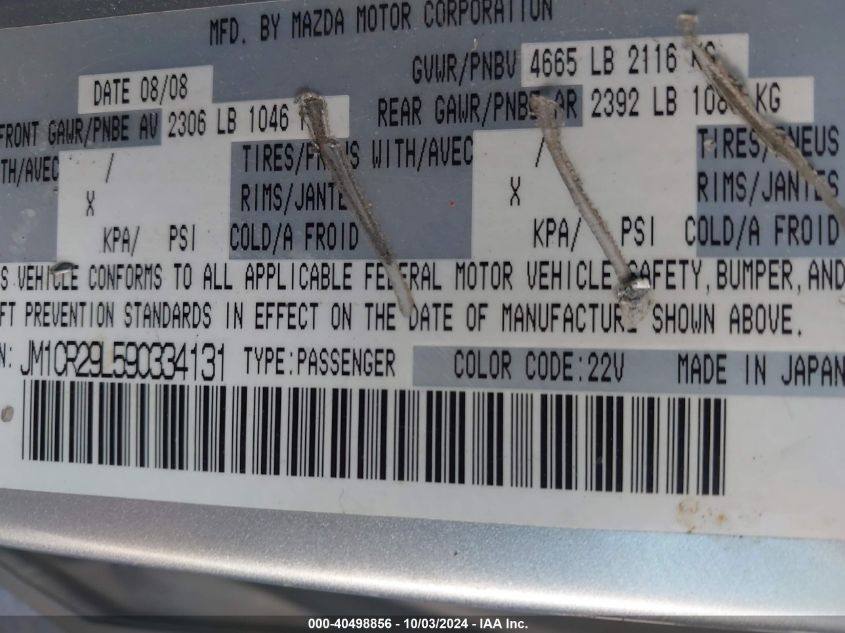 MFD. BY MAZDA MOTOR CORPORATION
DATE 08/08 GVWR/PNBV 4665 LB 2116 KG
FRONT GAWR/PNBE AV 2306 LB 1046 REAR GAWR/PNBE AR 2392 LB KG
TH/AVEC / TIRES/PNEUS WITH/AVEC / TIRES/PNEUS
X RIMS/JANTES X RIMS/JANTES
KPA/ PSI COLD/A FROID KPA/ PSI COLD/A FROID
S VEHICLE CONFORMS TO ALL APPLICABLE FEDERAL MOTOR VEHICLE SAFETY, BUMPER, AND
FT PREVENTION STANDARDS IN EFFECT ON THE DATE OF MANUFACTURE SHOWN ABOVE.
N: JM1CR29L590334131 TYPE:PASSENGER COLOR CODE:22V MADE IN JAPAN
000-40498856 - 10/03/2024 - IAA Inc.